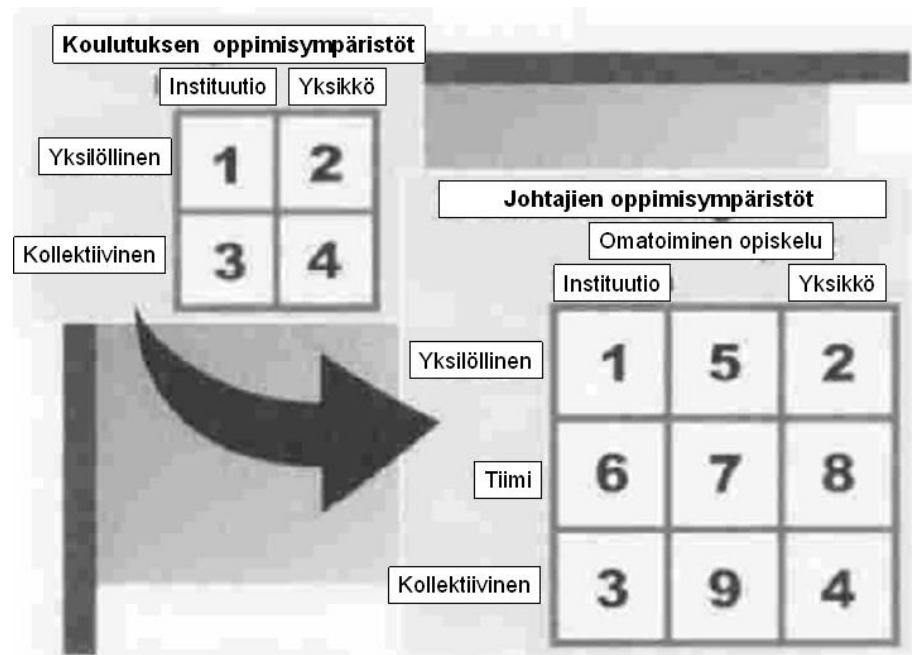 Koulutuksen oppimisympäristöt
Instituutio Yksikkö
Yksilöllinen 1 2
Kollektiivinen 3 4
Johtajien oppimisympäristöt
Omatoiminen opiskelu
Instituutio Yksikkö
Yksilöllinen 1 5 2
Tiimi 6 7 8
Kollektiivinen 3 9 4